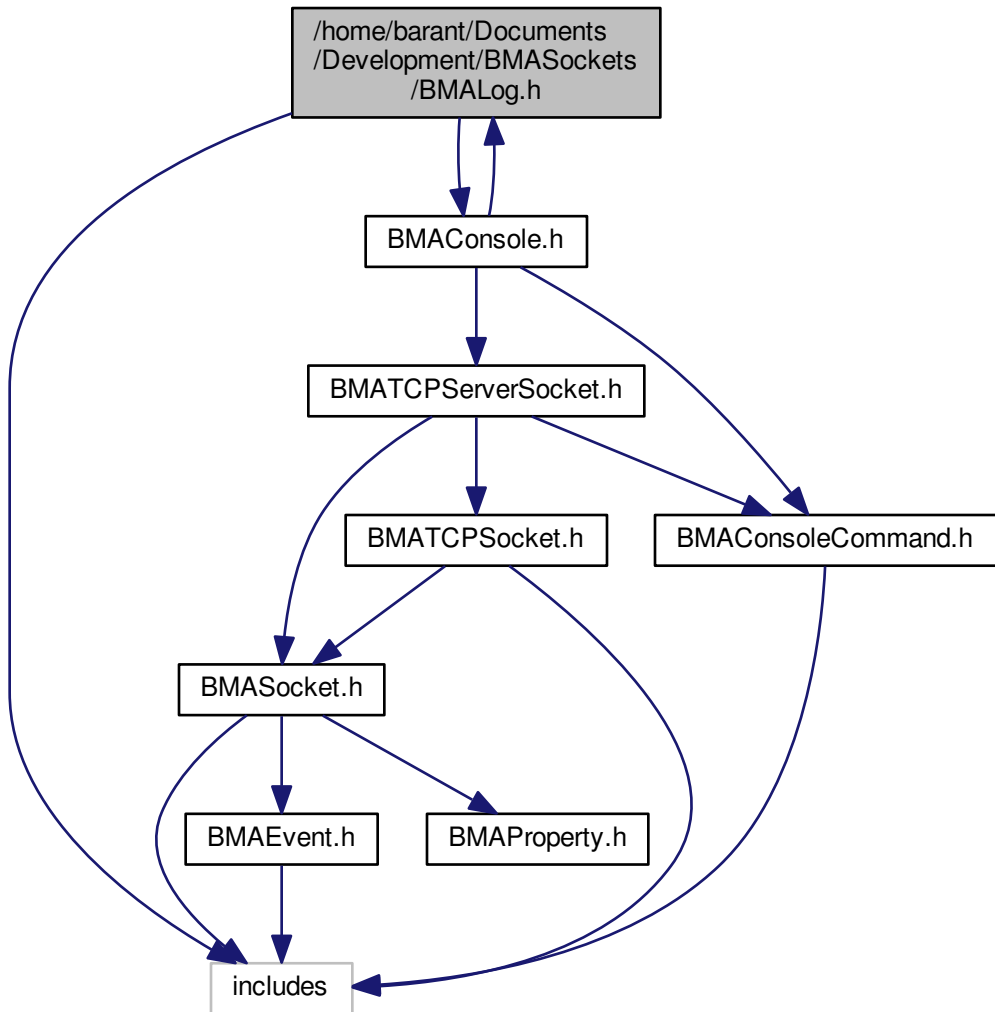 /home/barant/Documents
/Development/BMASockets
/BMALog.h
BMAConsole.h
BMATCPServerSocket.h
BMATCPSocket.h
BMAConsoleCommand.h
BMASocket.h
BMAEvent.h
BMAProperty.h
includes